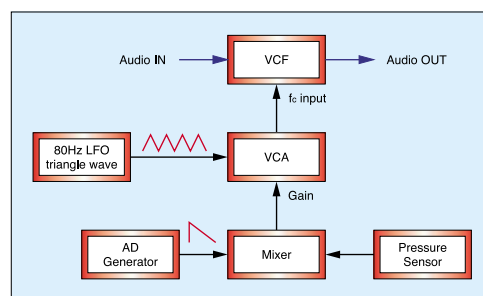 Audio IN
VCF
Audio OUT
fc input
80Hz LFO
triangle wave
VCA
Gain
AD
Generator
Mixer
Pressure
Sensor